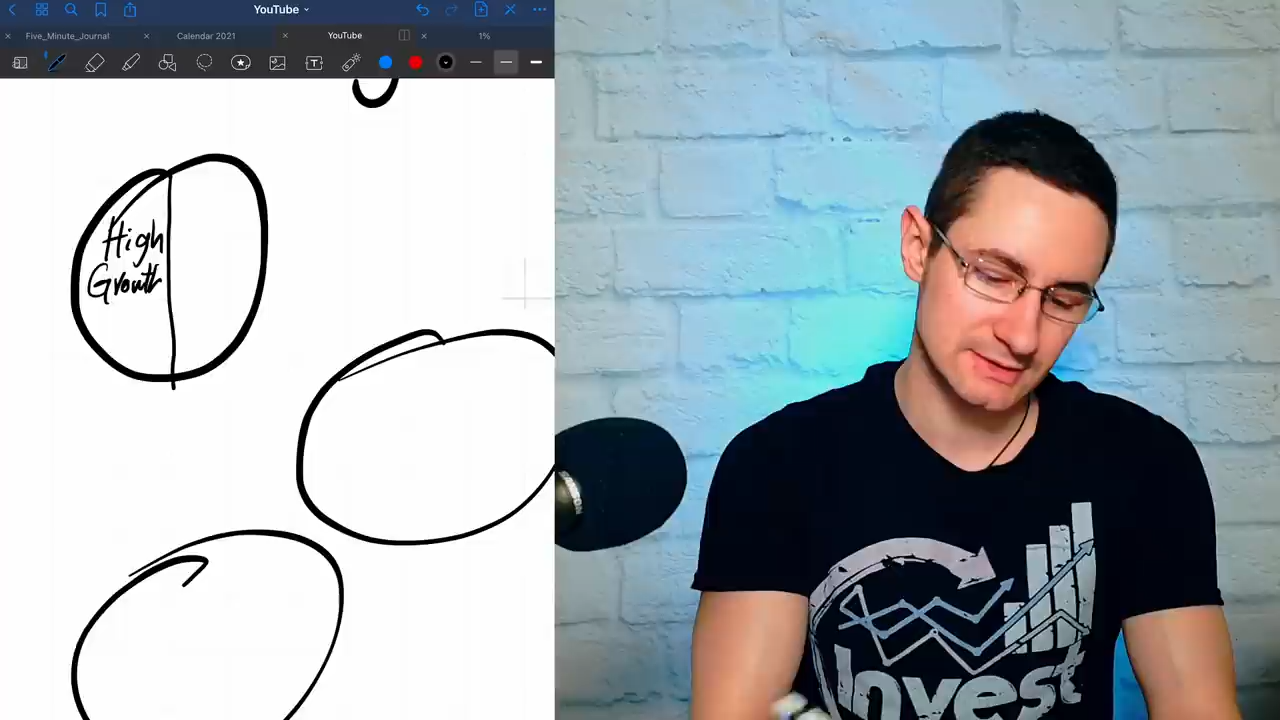 YouTube
Five_Minute_Journal
Calendar 2021
YouTube
1%
T
High
Growth
Invest